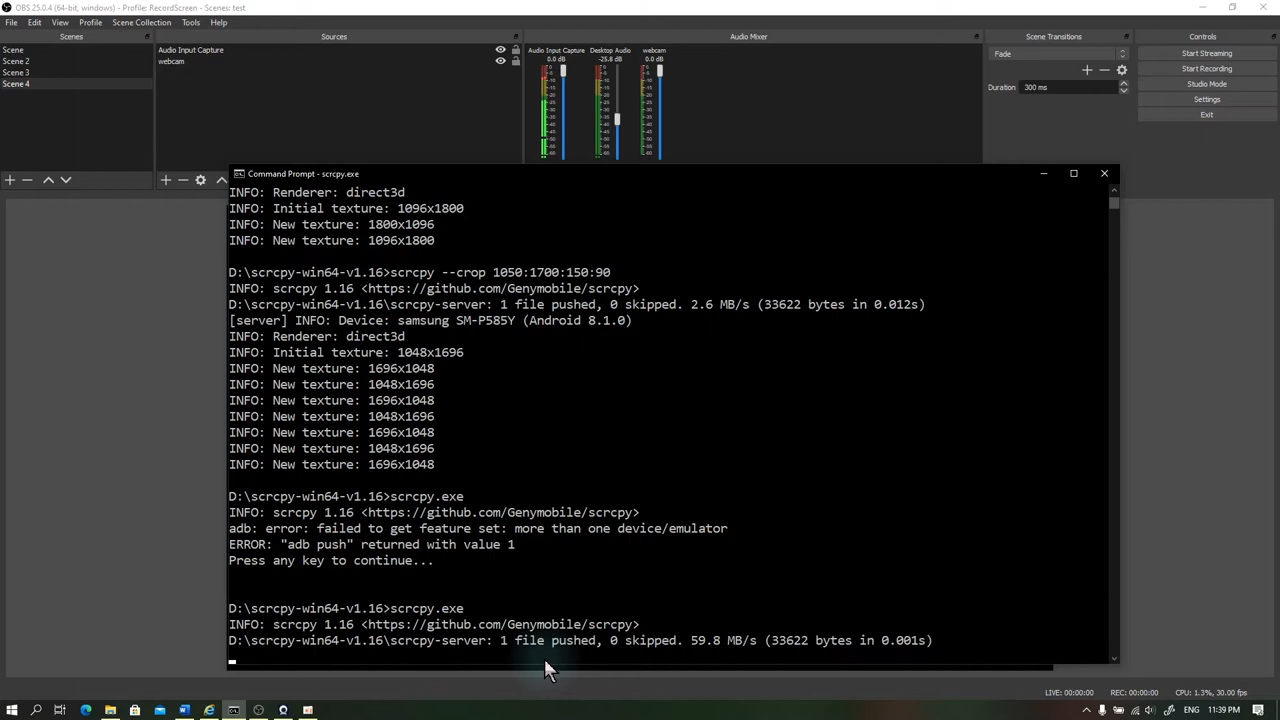 OBS 25.0.4 (64-bit, windows) - Profile: RecordScreen - Scenes: test
File Edit View Profile Scene Collection Tools Help
Scenes
Sources
Audio Mixer
Scene Transitions
Controls
Scene
Scene 2
Scene 3
Scene 4
Audio Input Capture
webcam
Audio Input Capture Desktop Audio webcam
0.0 dB -25.8 dB 0.0 dB
Fade
Duration 300 ms
Start Streaming
Start Recording
Studio Mode
Settings
Exit
Command Prompt - scrcpy.exe
INFO: Renderer: direct3d
INFO: Initial texture: 1096x1800
INFO: New texture: 1800x1096
INFO: New texture: 1096x1800
D:\scrcpy-win64-v1.16>scrcpy --crop 1050:1700:150:90
INFO: scrcpy 1.16 <https://github.com/Genymobile/scrcpy>
D:\scrcpy-win64-v1.16\scrcpy-server: 1 file pushed, 0 skipped. 2.6 MB/s (33622 bytes in 0.012s)
[server] INFO: Device: samsung SM-P585Y (Android 8.1.0)
INFO: Renderer: direct3d
INFO: Initial texture: 1048x1696
INFO: New texture: 1696x1048
INFO: New texture: 1048x1696
INFO: New texture: 1696x1048
INFO: New texture: 1048x1696
INFO: New texture: 1696x1048
INFO: New texture: 1048x1696
INFO: New texture: 1696x1048
D:\scrcpy-win64-v1.16>scrcpy.exe
INFO: scrcpy 1.16 <https://github.com/Genymobile/scrcpy>
adb: error: failed to get feature set: more than one device/emulator
ERROR: "adb push" returned with value 1
Press any key to continue...
D:\scrcpy-win64-v1.16>scrcpy.exe
INFO: scrcpy 1.16 <https://github.com/Genymobile/scrcpy>
D:\scrcpy-win64-v1.16\scrcpy-server: 1 file pushed, 0 skipped. 59.8 MB/s (33622 bytes in 0.001s)
LIVE: 00:00:00 REC: 00:00:00 CPU: 1.3%, 30.00 fps
11:39 PM